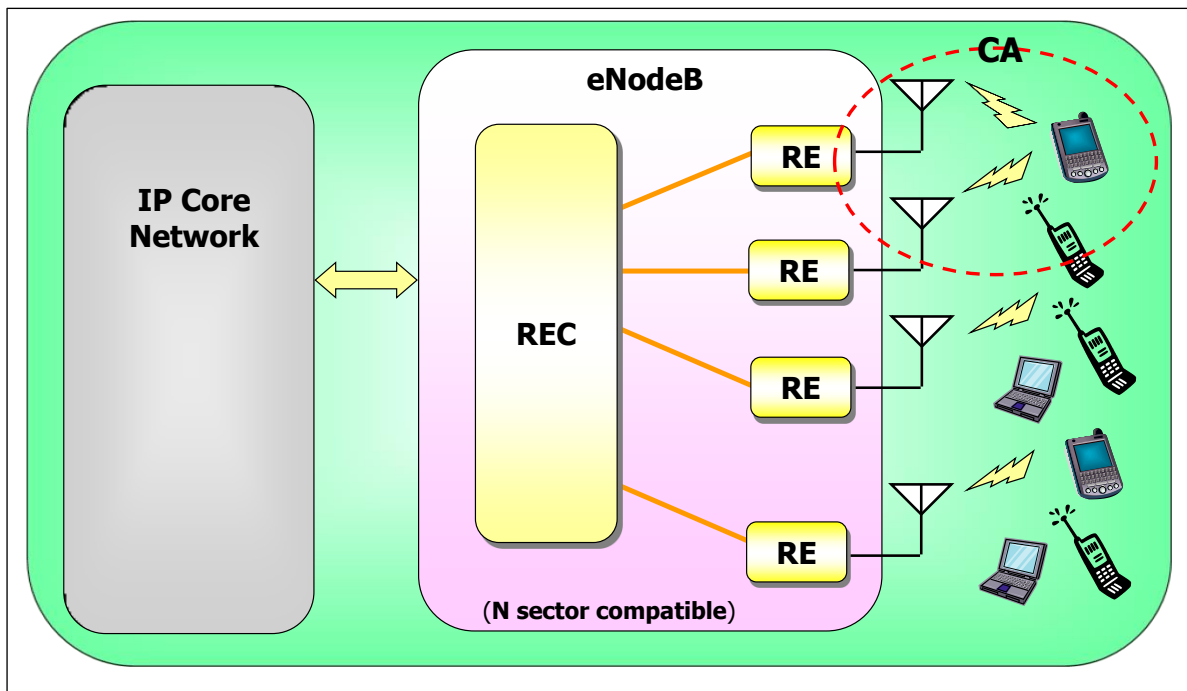 CA
eNodeB
IP Core
Network
REC
RE
RE
RE
RE
(N sector compatible)